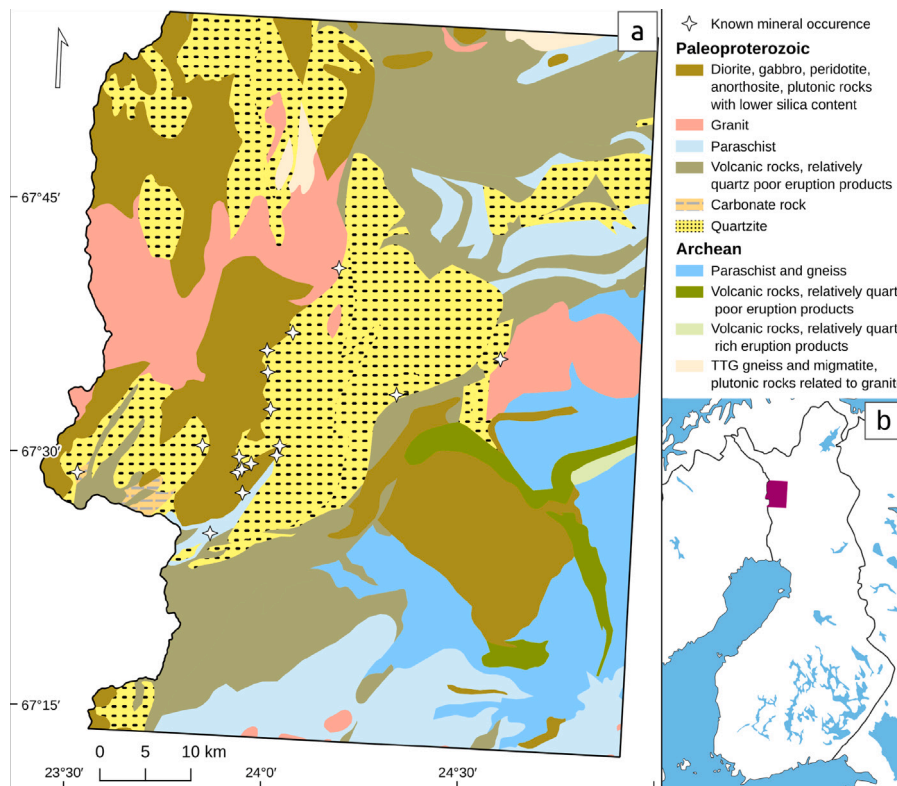 a
Known mineral occurence
Paleoproterozoic
Diorite, gabbro, peridotite,
anorthosite, plutonic rocks
with lower silica content
Granit
Paraschist
Volcanic rocks, relatively
quartz poor eruption products
Carbonate rock
Quartzite
Archean
Paraschist and gneiss
Volcanic rocks, relatively quart
poor eruption products
Volcanic rocks, relatively quart
rich eruption products
TTG gneiss and migmatite,
plutonic rocks related to granit
b
67°45'
67°30'
67°15'
0 5 10 km
23°30' 24°0' 24°30'